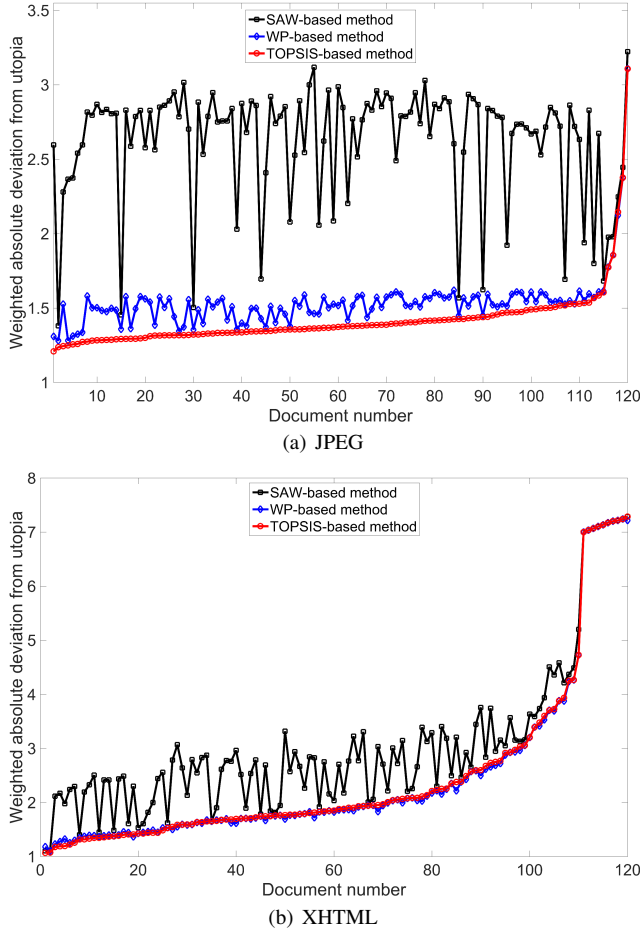 3.5
3
2.5
2
1.5
1
Weighted absolute deviation from utopia
SAW-based method
WP-based method
TOPSIS-based method
10 20 30 40 50 60 70 80 90 100 110 120
Document number
(a) JPEG
8
7
6
5
4
3
2
1
Weighted absolute deviation from utopia
SAW-based method
WP-based method
TOPSIS-based method
0 20 40 60 80 100 120
Document number
(b) XHTML